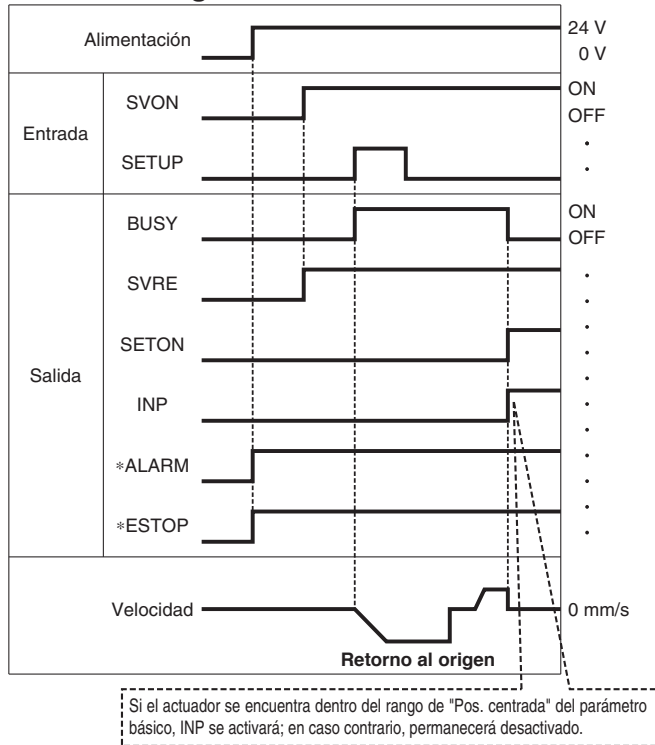 Alimentación
24 V
0 V
Entrada
SVON
ON
OFF
SETUP
Salida
BUSY
ON
OFF
SVRE
SETON
INP
*ALARM
*ESTOP
Velocidad
0 mm/s
Retorno al origen
Si el actuador se encuentra dentro del rango de "Pos. centrada" del parámetro
básico, INP se activará; en caso contrario, permanecerá desactivado.